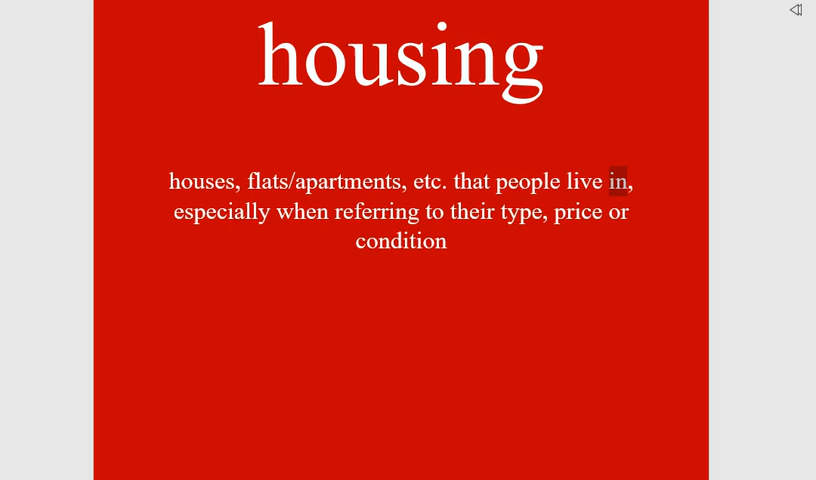 housing
houses, flats/apartments, etc. that people live in,
especially when referring to their type, price or
condition